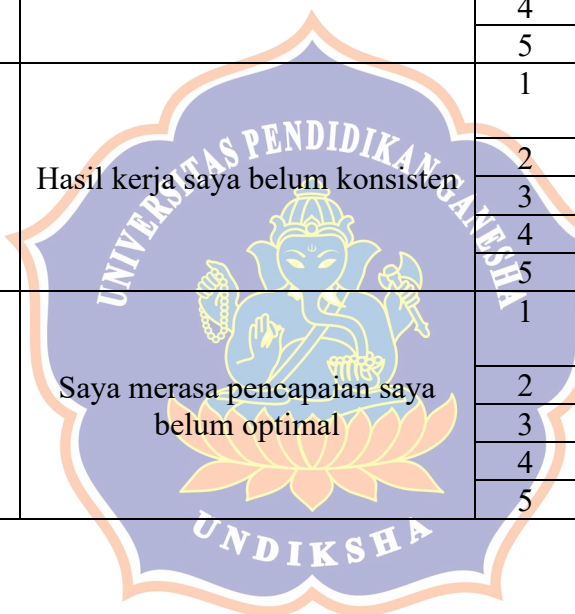 4
5
1
Hasil kerja saya belum konsisten
2
3
4
5
1
Saya merasa pencapaian saya
belum optimal
2
3
4
5
UNIVERSITAS PENDIDIKAN GANESHA
UNDIKSHA